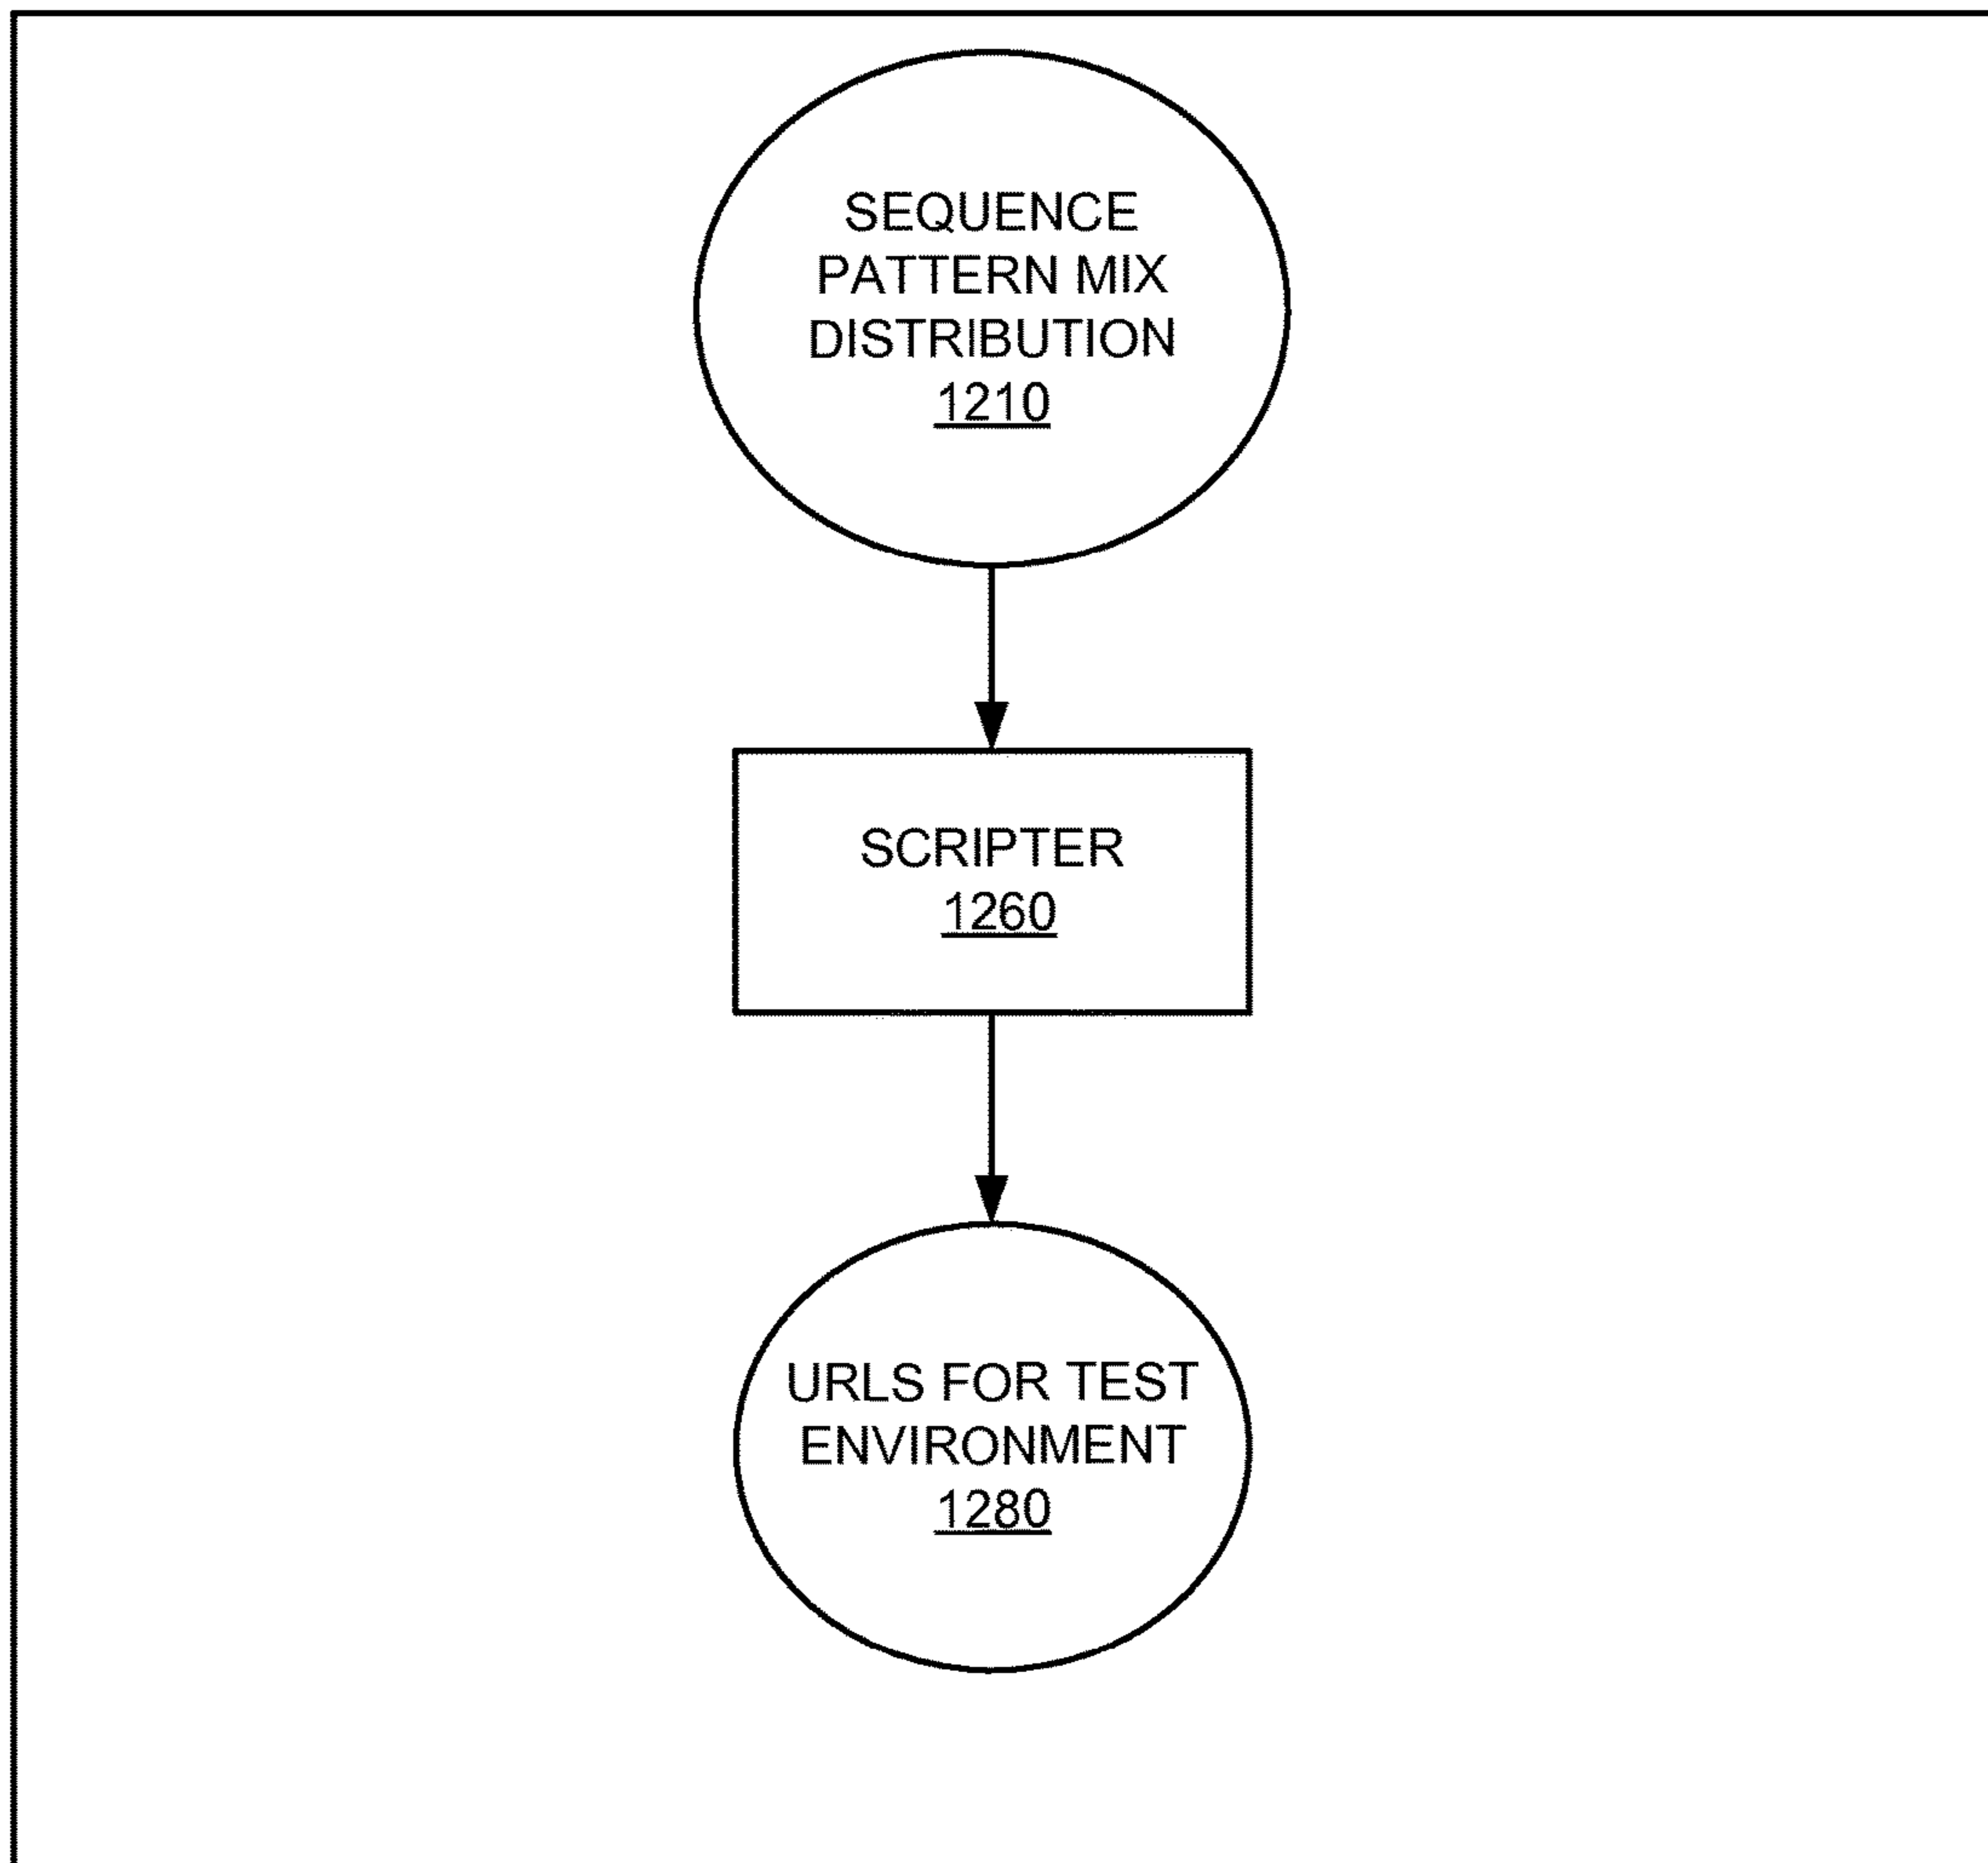 SEQUENCE
PATTERN MIX
DISTRIBUTION
1210
SCRIPTER
1260
URLS FOR TEST
ENVIRONMENT
1280